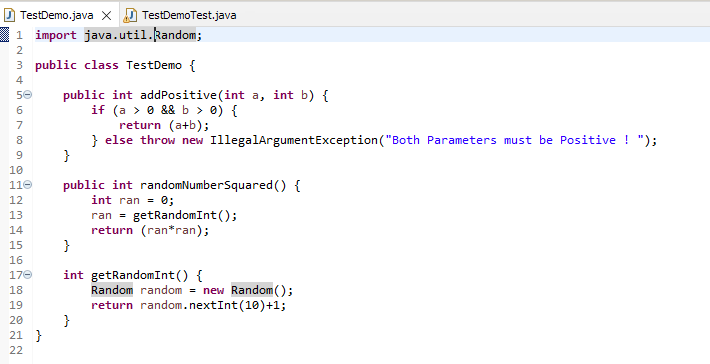 TestDemo.java TestDemoTest.java
1 import java.util.Random;
2
3 public class TestDemo {
4
5 public int addPositive(int a, int b) {
6 if (a > 0 && b > 0) {
7 return (a+b);
8 } else throw new IllegalArgumentException("Both Parameters must be Positive ! ");
9 }
10
11 public int randomNumberSquared() {
12 int ran = 0;
13 ran = getRandomInt();
14 return (ran*ran);
15 }
16
17 int getRandomInt() {
18 Random random = new Random();
19 return random.nextInt(10)+1;
20 }
21 }
22